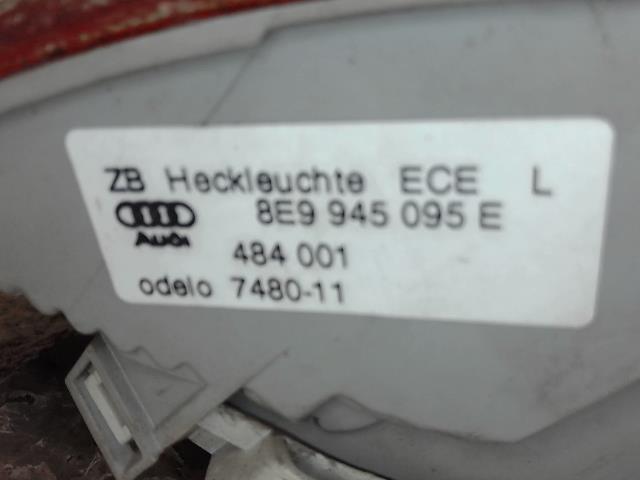 ZB Heckleuchte ECE L
8E9 945 095 E
Audi
484 001
odelo 7480-11